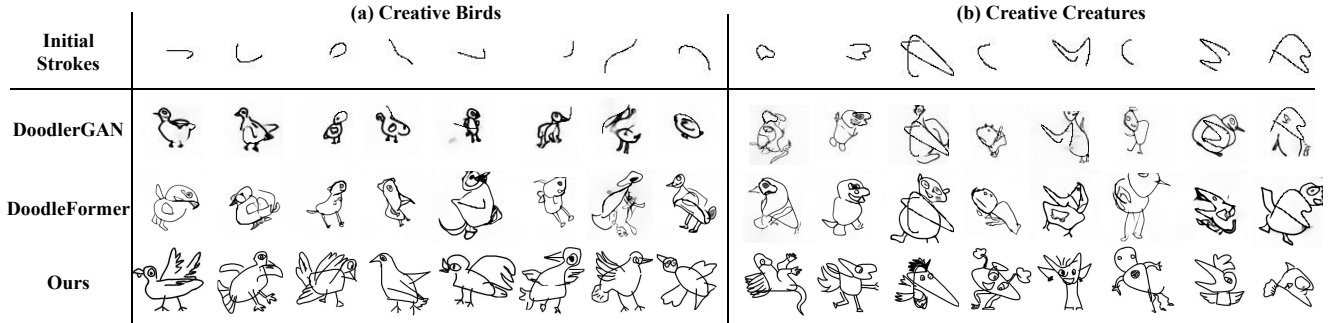 (a) Creative Birds
(b) Creative Creatures
Initial
Strokes
DoodlerGAN
DoodleFormer
Ours